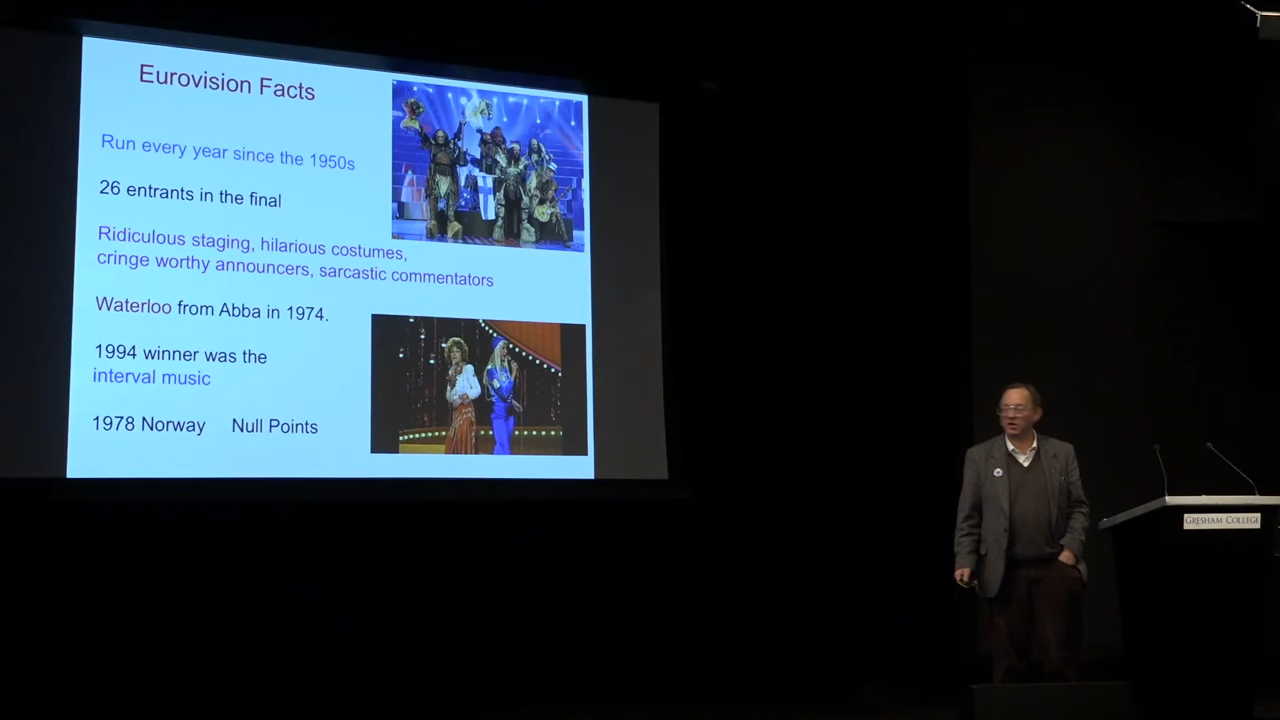 Eurovision Facts
Run every year since the 1950s
26 entrants in the final
Ridiculous staging, hilarious costumes,
cringe worthy announcers, sarcastic commentators
Waterloo from Abba in 1974.
1994 winner was the
interval music
1978 Norway Null Points
GRESHAM COLLEGE